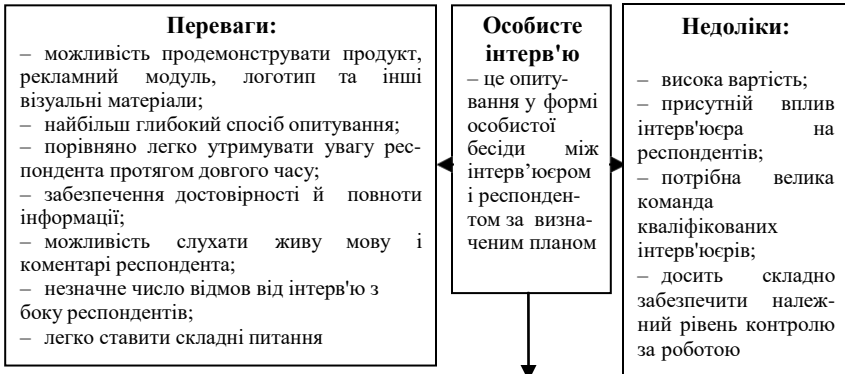 Переваги:
– можливість продемонструвати продукт,
рекламний модуль, логотип та інші
візуальні матеріали;
– найбільш глибокий спосіб опитування;
– порівняно легко утримувати увагу рес-
пондента протягом довгого часу;
– забезпечення достовірності й повноти
інформації;
– можливість слухати живу мову і
коментарі респондента;
– незначне число відмов від інтерв'ю з
боку респондентів;
– легко ставити складні питання
Особисте
інтерв'ю
– це опиту-
вання у формі
особистої
бесіди між
інтерв’юєром
і респонден-
том за визна-
ченим планом
Недоліки:
– висока вартість;
– присутній вплив
інтерв'юєра на
респондентів;
– потрібна велика
команда
кваліфікованих
інтерв'юєрів;
– досить складно
забезпечити належ-
ний рівень контролю
за роботою